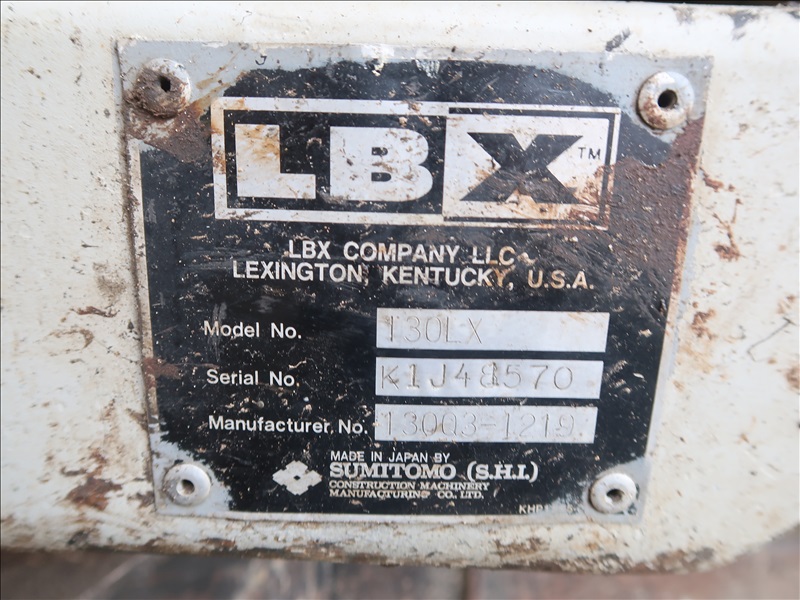 LBX™
LBX COMPANY LLC
LEXINGTON, KENTUCKY, U.S.A.
Model No. 130LX
Serial No. K1J48570
Manufacturer No. 130Q3-1219
MADE IN JAPAN BY
SUMITOMO (S.H.I.)
CONSTRUCTION MACHINERY
MANUFACTURING CO., LTD.